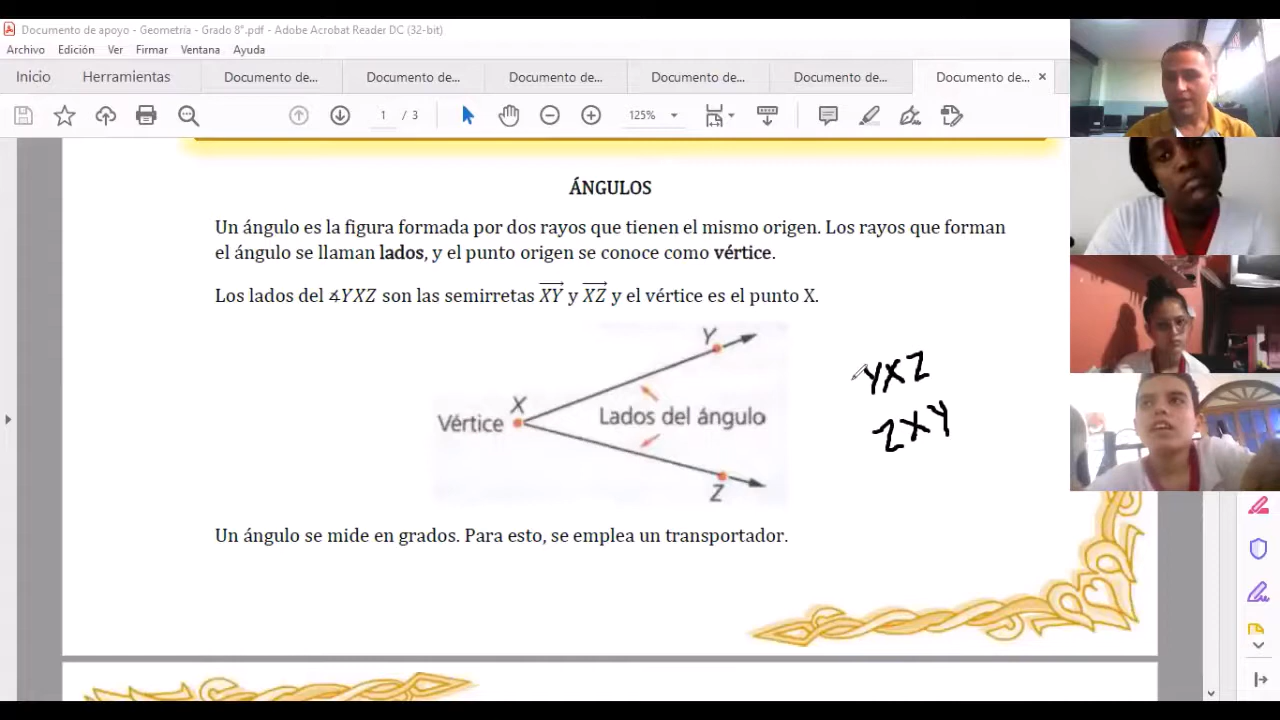 Documento de apoyo - Geometría - Grado 8°.pdf - Adobe Acrobat Reader DC (32-bit)
Archivo Edición Ver Firmar Ventana Ayuda
Inicio Herramientas Documento de... Documento de... Documento de... Documento de... Documento de... Documento de... ×
1 / 3 125%
ÁNGULOS
Un ángulo es la figura formada por dos rayos que tienen el mismo origen. Los rayos que forman
el ángulo se llaman lados, y el punto origen se conoce como vértice.
Los lados del ∡YXZ son las semirretas XY y XZ y el vértice es el punto X.
Y
X
Vértice
Lados del ángulo
Z
YXZ
ZXY
Un ángulo se mide en grados. Para esto, se emplea un transportador.